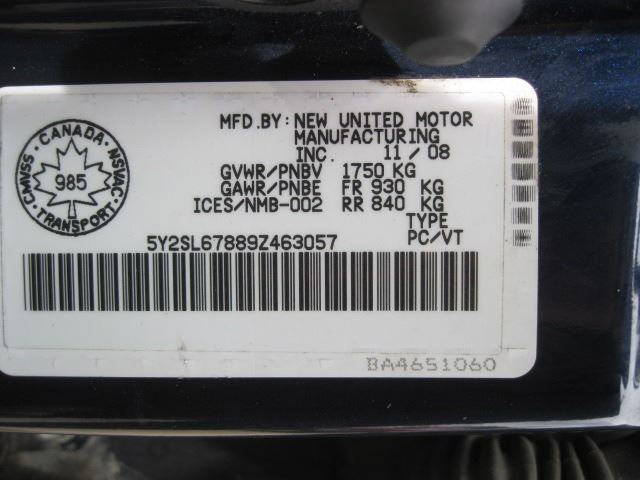 CANADA
CMVSS NSVAC
985
TRANSPORT
MFD.BY: NEW UNITED MOTOR
MANUFACTURING
INC. 11/08
GVWR/PNBV 1750 KG
GAWR/PNBE FR 930 KG
ICES/NMB-002 RR 840 KG
TYPE
5Y2SL67889Z463057 PC/VT
BA4651060